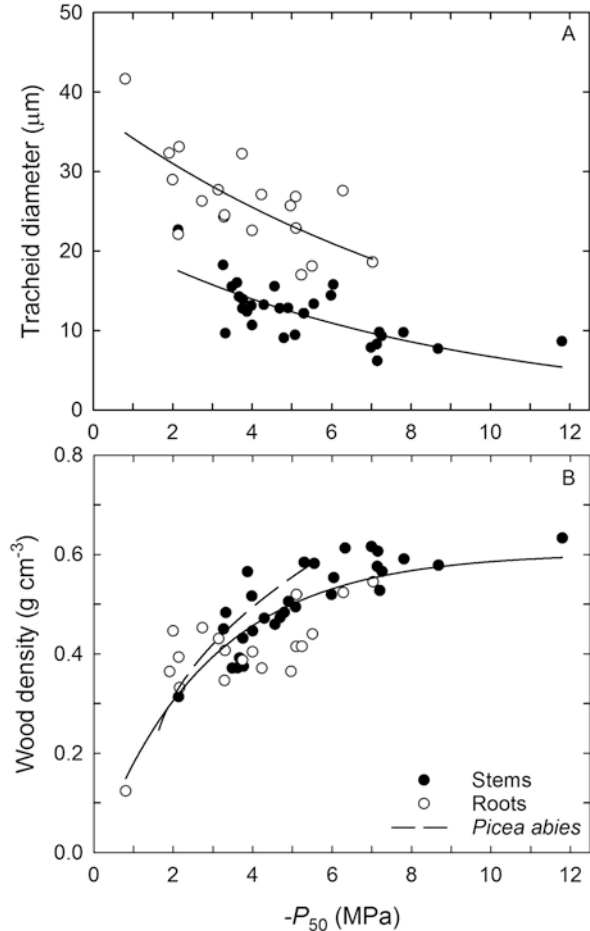 A
50
40
30
20
10
0
Tracheid diameter (μm)
0 2 4 6 8 10 12
B
0.8
0.6
0.4
0.2
0.0
Wood density (g cm⁻³)
Stems
Roots
Picea abies
0 2 4 6 8 10 12
-P₅₀ (MPa)